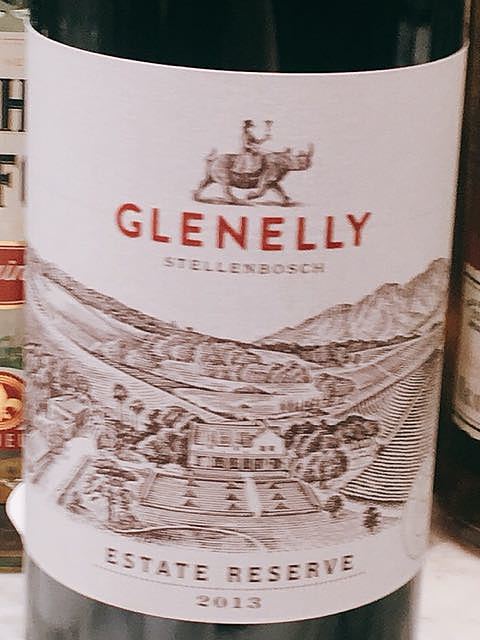 GLENELLY
STELLENBOSCH
ESTATE RESERVE
2013